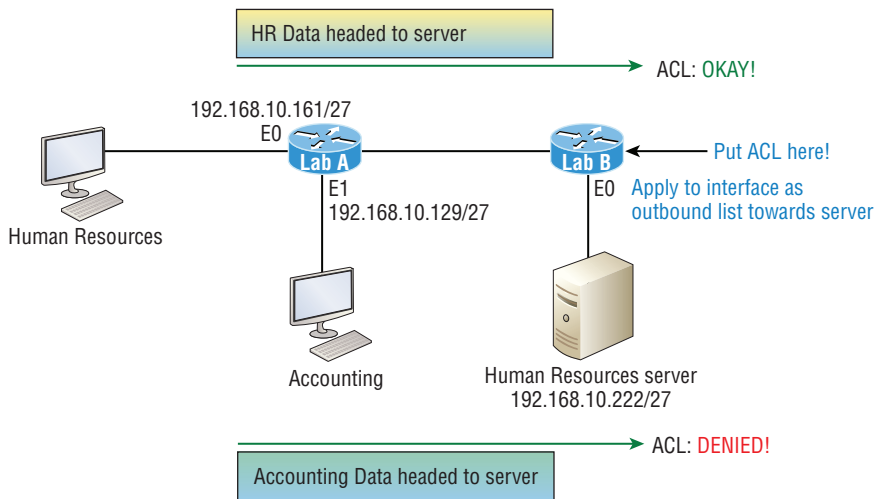 HR Data headed to server
ACL: OKAY!
192.168.10.161/27
E0
Lab A
Lab B
Put ACL here!
E1
192.168.10.129/27
E0
Apply to interface as
outbound list towards server
Human Resources
Accounting
Human Resources server
192.168.10.222/27
ACL: DENIED!
Accounting Data headed to server